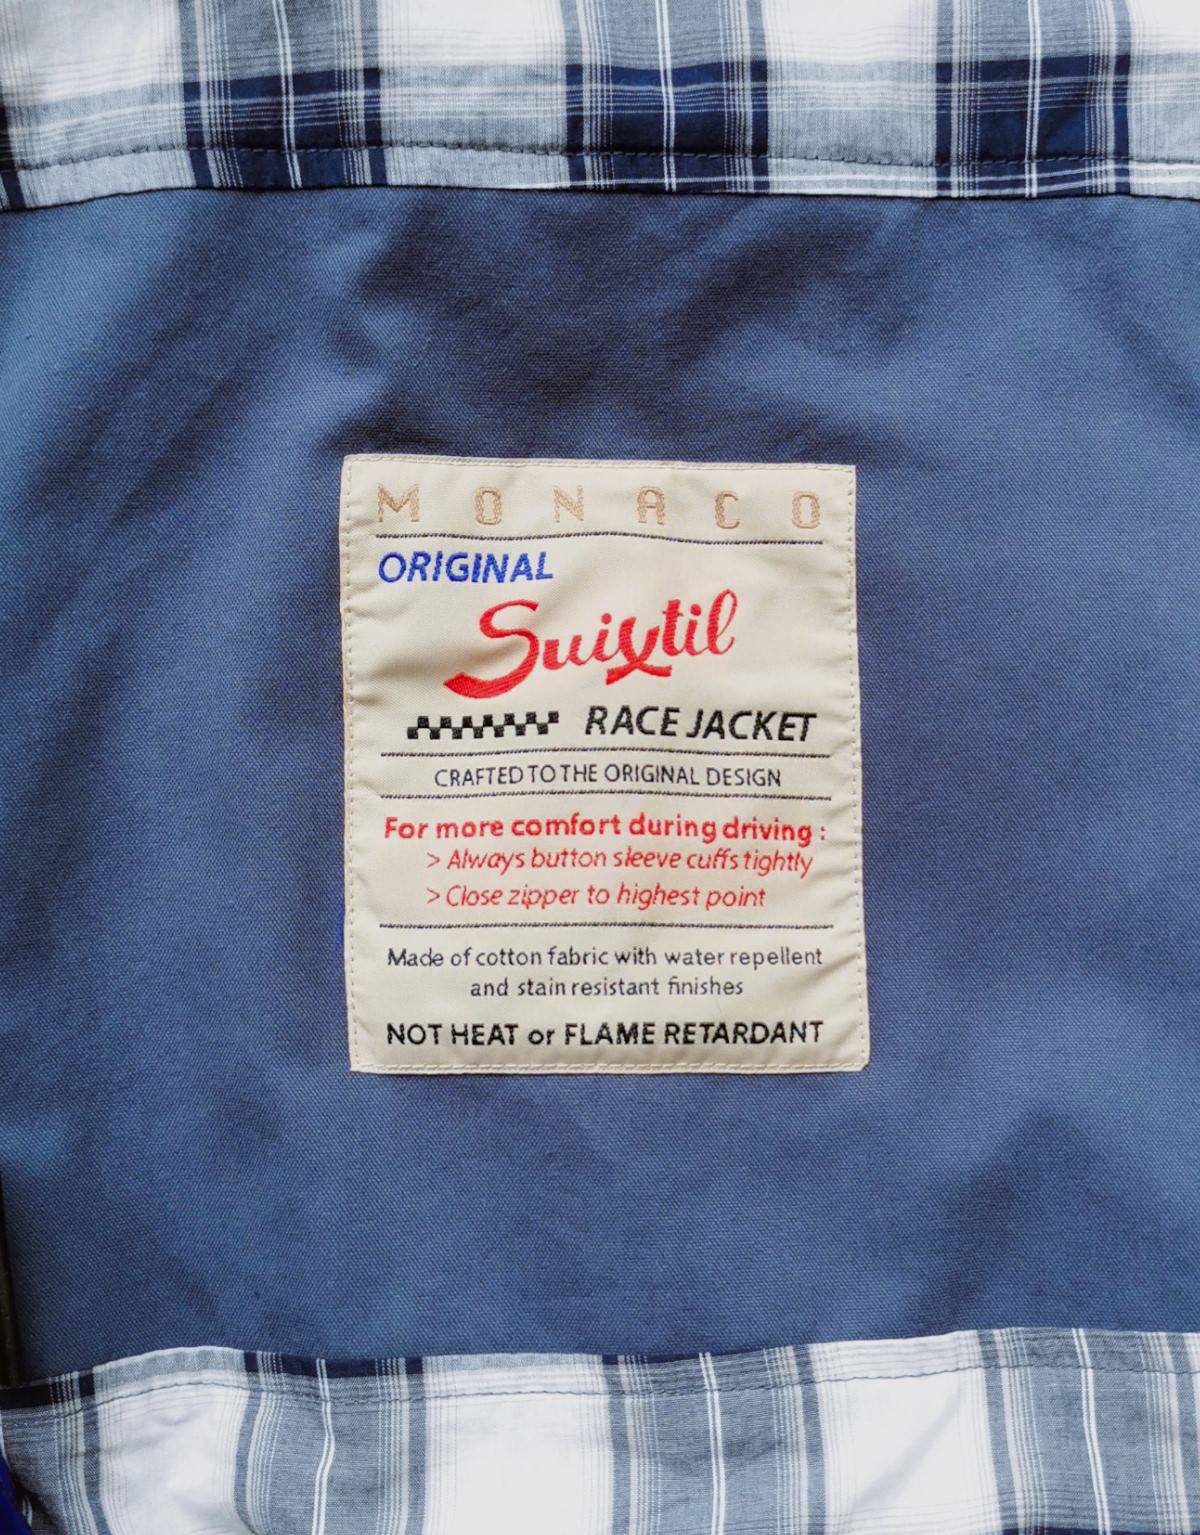 MONACO
ORIGINAL
Suixtil
RACE JACKET
CRAFTED TO THE ORIGINAL DESIGN
For more comfort during driving :
> Always button sleeve cuffs tightly
> Close zipper to highest point
Made of cotton fabric with water repellent
and stain resistant finishes
NOT HEAT or FLAME RETARDANT